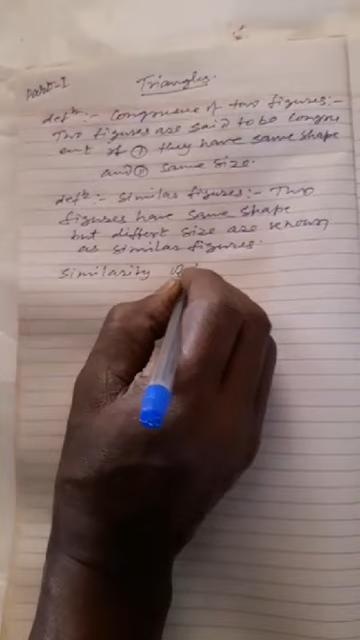 Part-I
Triangles.
defn:- Congruence of two figures:-
Two figures are said to be congru
ent if ① they have same shape
and ② same size.
defn:- Similar figures:- Two
figures have same shape
but differt size are known
as similar figures.
Similarity